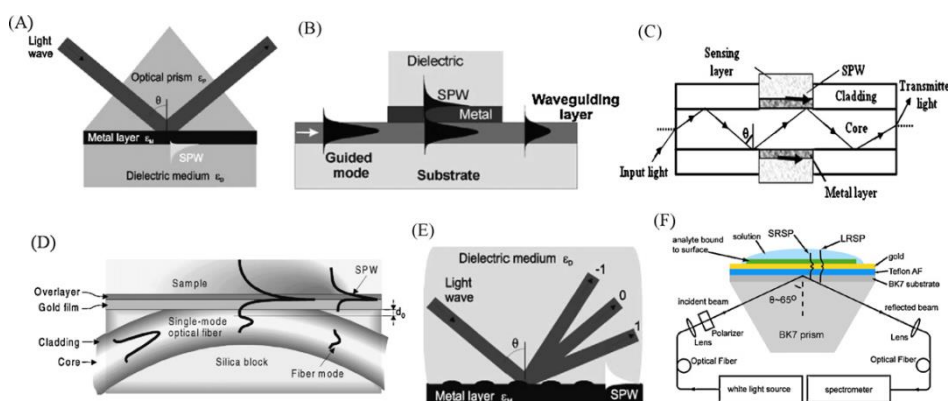 (A)
Light
wave
Optical prism εP
θ
Metal layer εM
SPW
Dielectric medium εD
(B)
Dielectric
SPW
Metal
Waveguiding
layer
Guided
mode
Substrate
(C)
Sensing
layer
SPW
Cladding
Transmitte
light
Core
θ
Input light
Metal layer
(D)
Sample
SPW
Overlayer
Gold film
d0
Cladding
Single-mode
optical fiber
Core
Fiber mode
Silica block
(E)
Dielectric medium εD
-1
Light
wave
0
θ
1
Metal layer εM
SPW
(F)
SRSP
LRSP
solution
analyte bound
to surface
gold
Teflon AF
BK7 substrate
θ~65º
incident beam
reflected beam
Polarizer
Lens
BK7 prism
Lens
Optical Fiber
Optical Fiber
white light source
spectrometer